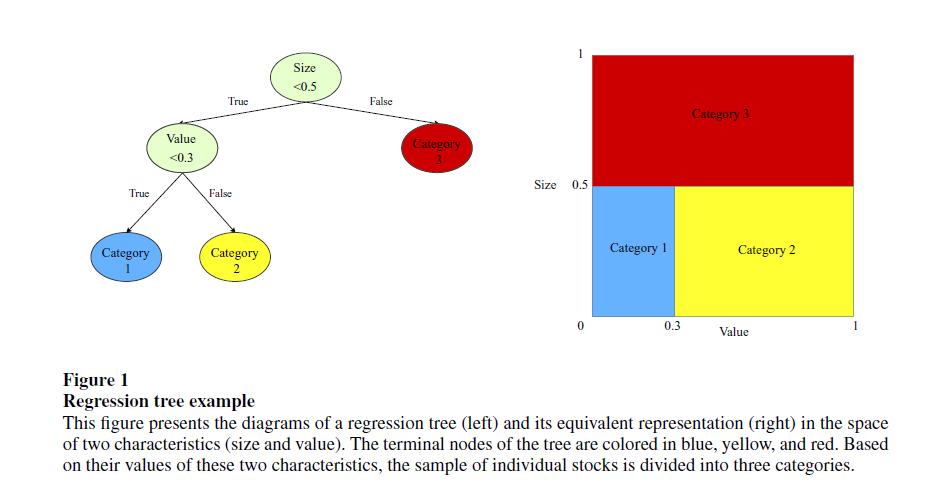 Size
<0.5
True
False
Value
<0.3
Category
3
True
False
Category
1
Category
2
1
Category 3
Size
0.5
Category 1
Category 2
0
0.3
1
Value
Figure 1
Regression tree example
This figure presents the diagrams of a regression tree (left) and its equivalent representation (right) in the space
of two characteristics (size and value). The terminal nodes of the tree are colored in blue, yellow, and red. Based
on their values of these two characteristics, the sample of individual stocks is divided into three categories.